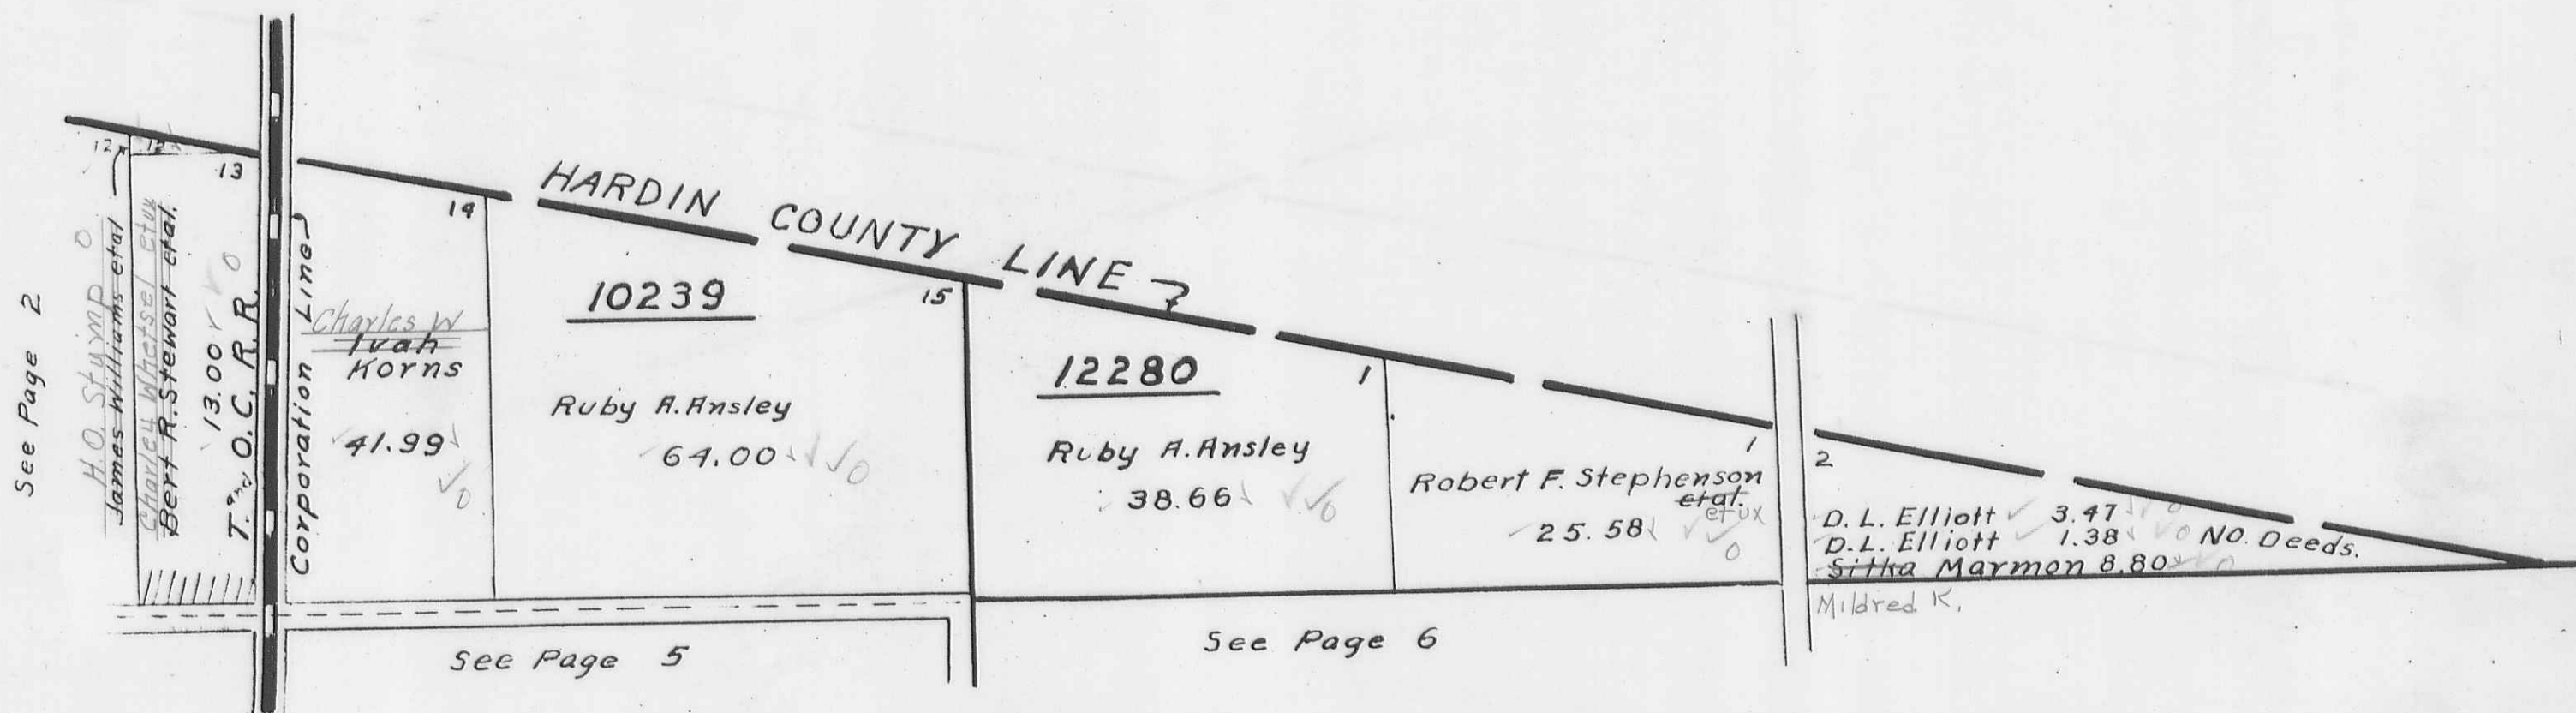 See Page 2
H.O. Stump
James Williams etal
Charley Whetsel etux
Bert R. Stewart etal.
13.00
T. and O.C. R.R.
12
12
13
Corporation Line
14
Charles W
Ivah
Korns
41.99
HARDIN COUNTY LINE
10239
Ruby A. Ansley
64.00
15
12280
Ruby A. Ansley
38.66
1
Robert F. Stephenson
etal.
etux
25.58
1
2
D. L. Elliott 3.47
D. L. Elliott 1.38 NO. Deeds.
Sitka Marmon 8.80
Mildred K.
See Page 5
See Page 6